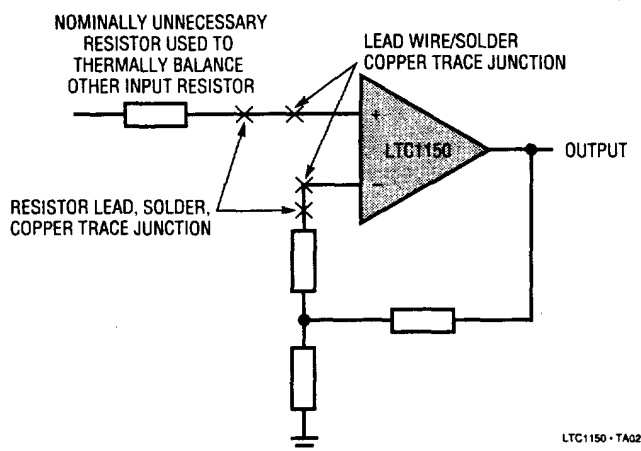 NOMINALLY UNNECESSARY
RESISTOR USED TO
THERMALLY BALANCE
OTHER INPUT RESISTOR
LEAD WIRE/SOLDER
COPPER TRACE JUNCTION
+
LTC1150
−
OUTPUT
RESISTOR LEAD, SOLDER,
COPPER TRACE JUNCTION
LTC1150 • TA02